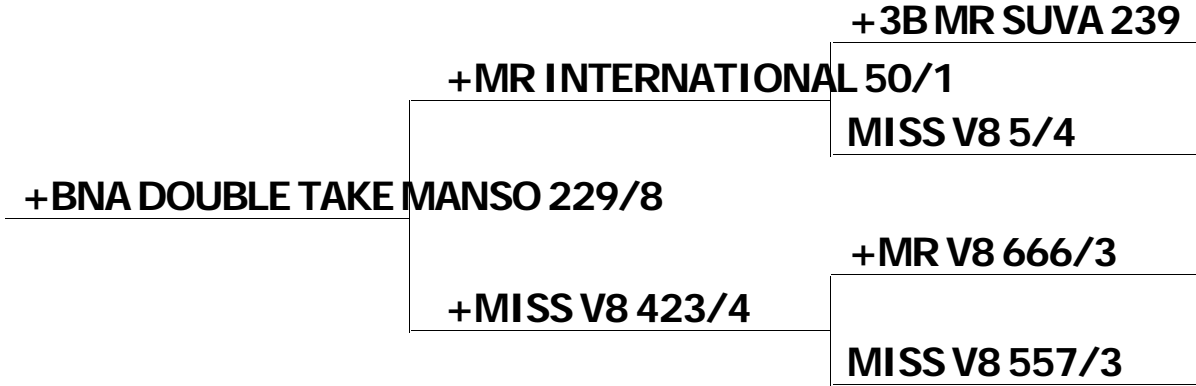 +3B MR SUVA 239
+MR INTERNATIONAL 50/1
MISS V8 5/4
+BNA DOUBLE TAKE MANSO 229/8
+MR V8 666/3
+MISS V8 423/4
MISS V8 557/3